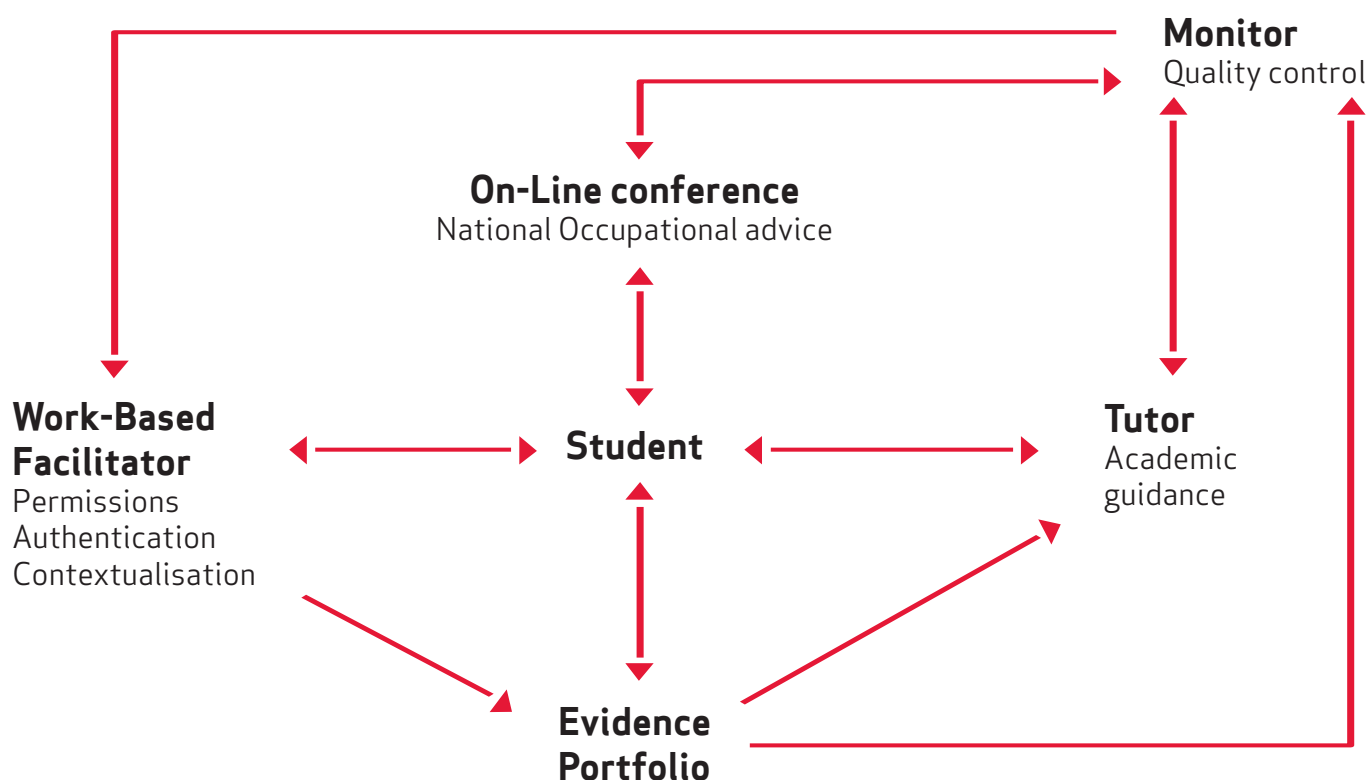 Monitor
Quality control
On-Line conference
National Occupational advice
Work-Based
Facilitator
Permissions
Authentication
Contextualisation
Student
Tutor
Academic
guidance
Evidence
Portfolio